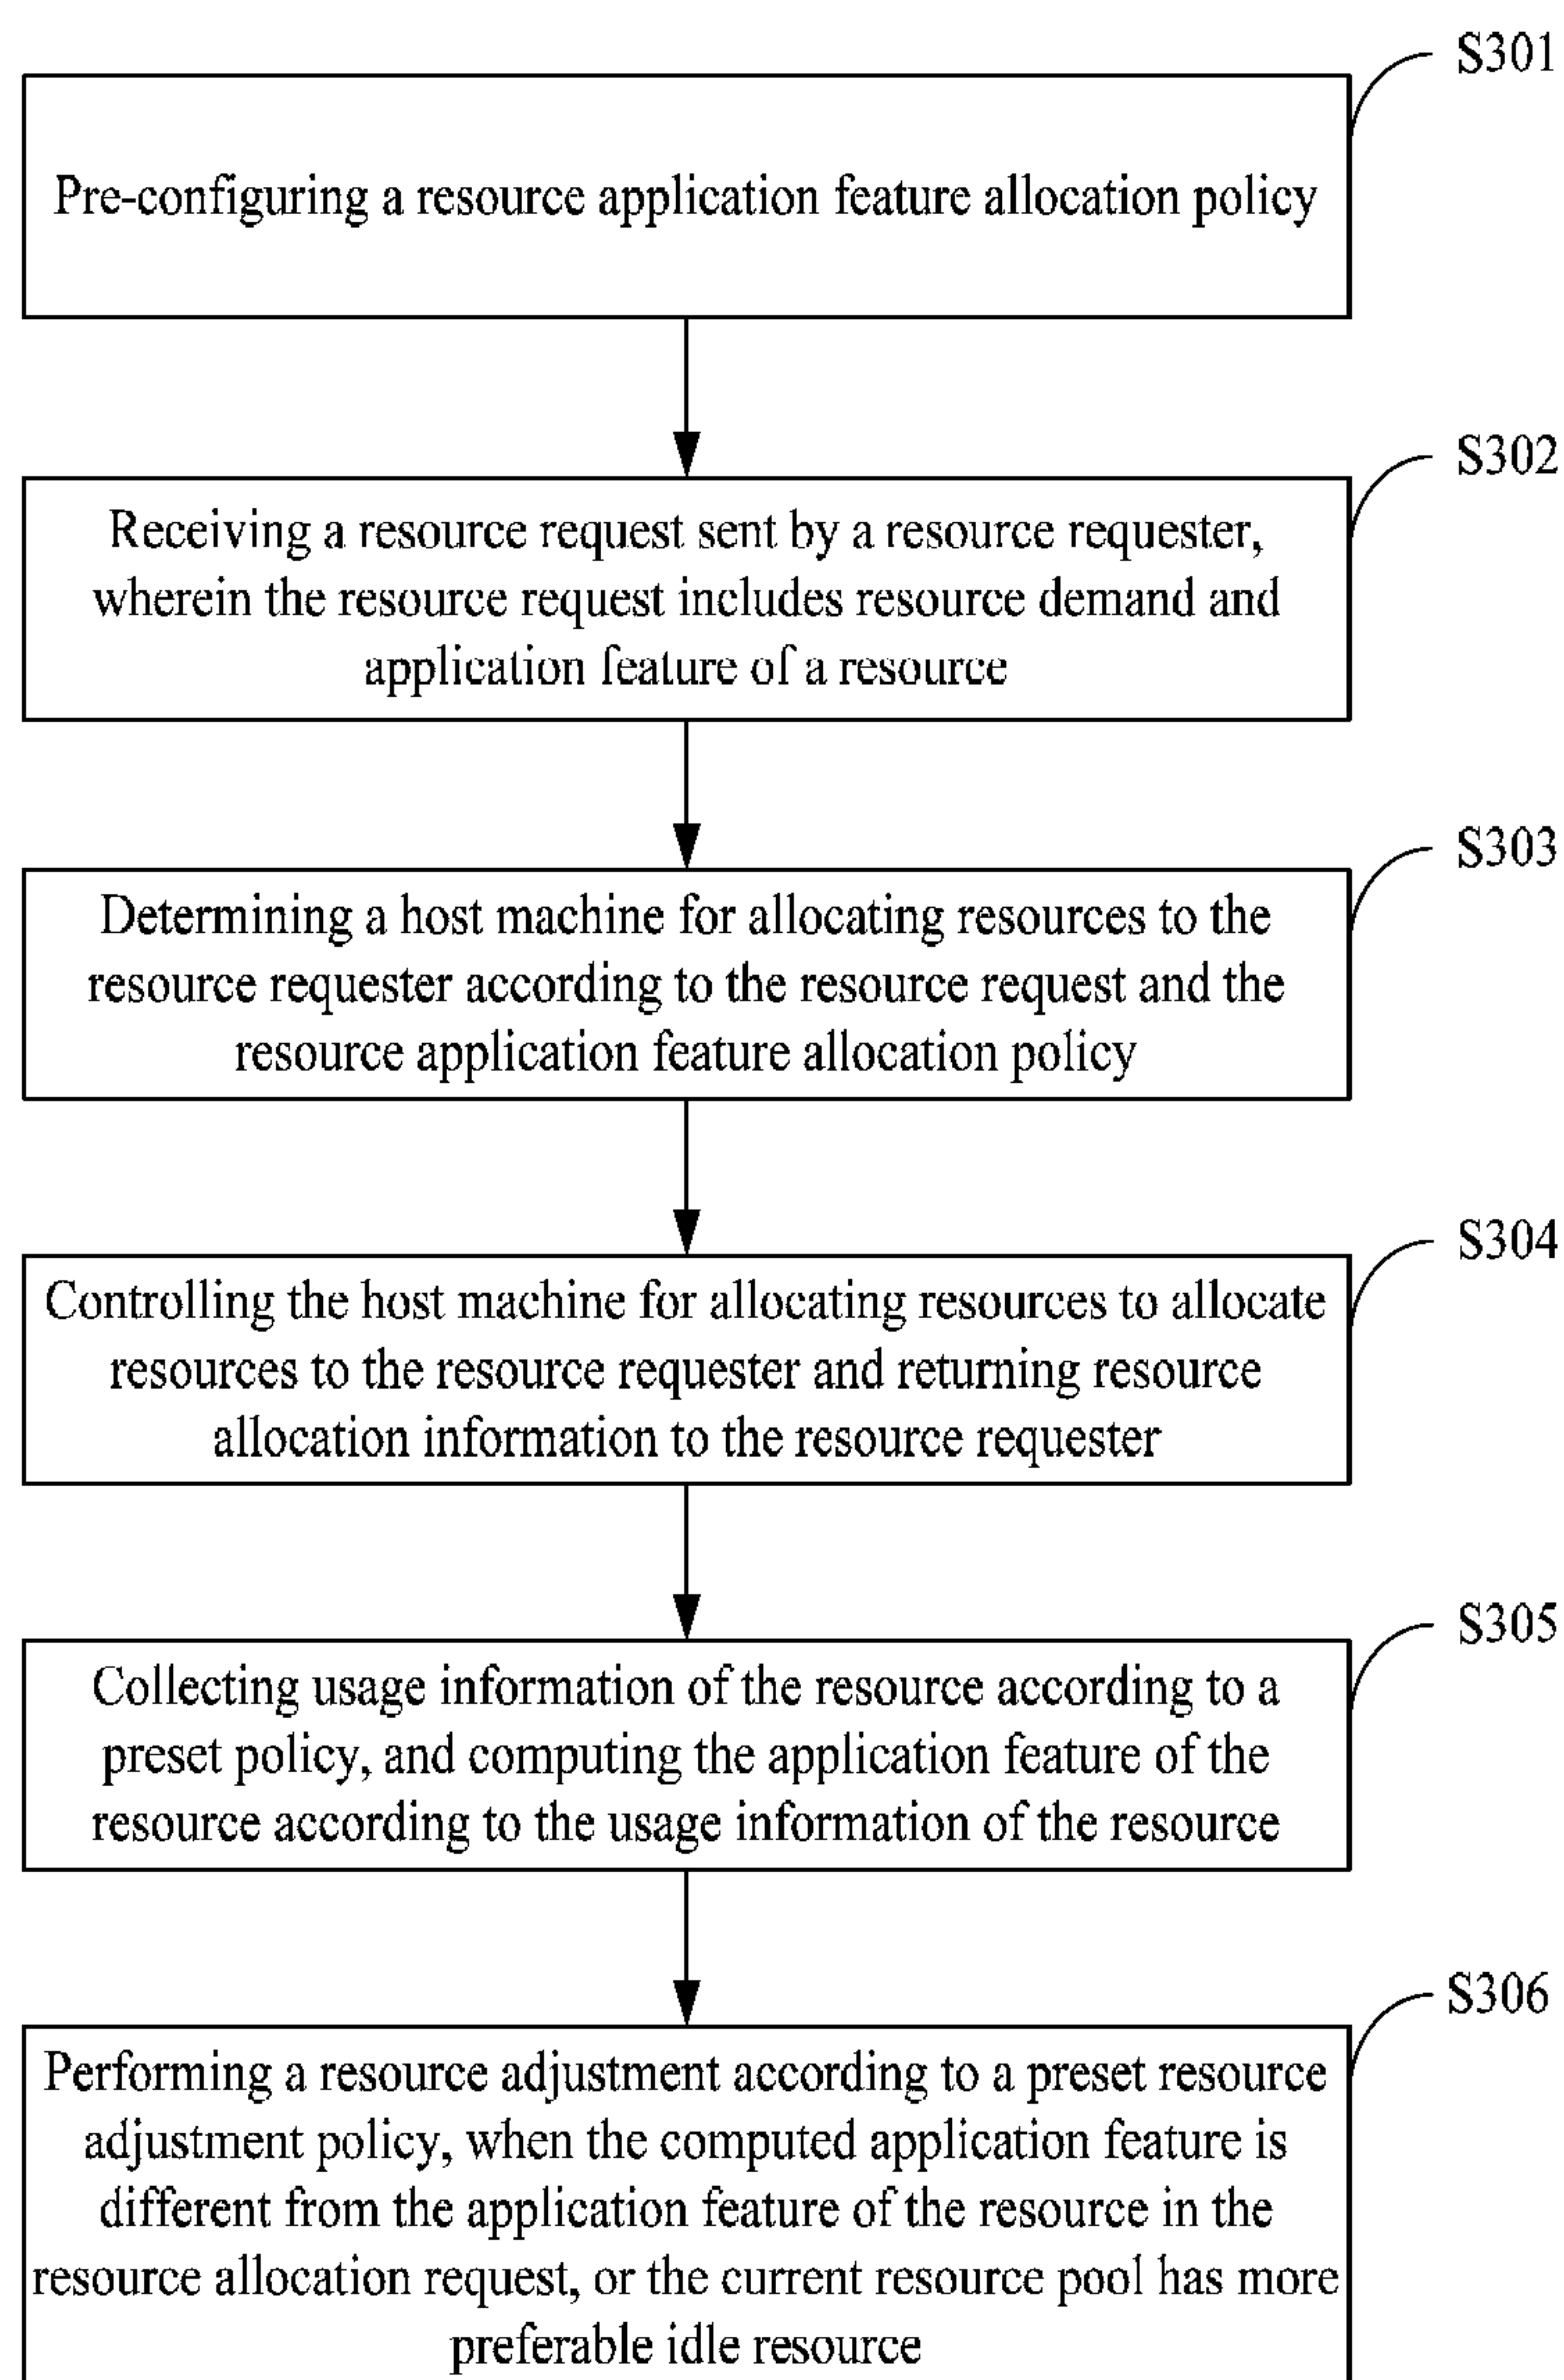 S301
Pre-configuring a resource application feature allocation policy
S302
Receiving a resource request sent by a resource requester,
wherein the resource request includes resource demand and
application feature of a resource
S303
Determining a host machine for allocating resources to the
resource requester according to the resource request and the
resource application feature allocation policy
S304
Controlling the host machine for allocating resources to allocate
resources to the resource requester and returning resource
allocation information to the resource requester
S305
Collecting usage information of the resource according to a
preset policy, and computing the application feature of the
resource according to the usage information of the resource
S306
Performing a resource adjustment according to a preset resource
adjustment policy, when the computed application feature is
different from the application feature of the resource in the
resource allocation request, or the current resource pool has more
preferable idle resource